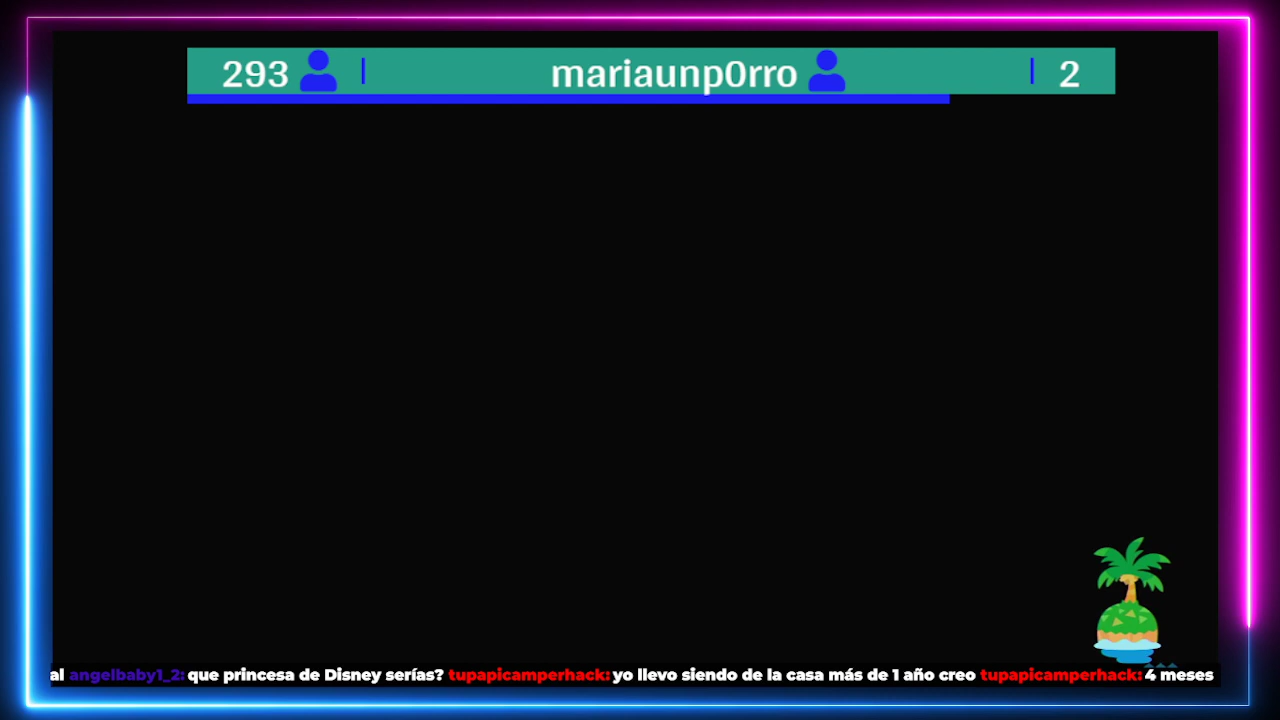 293 mariaunp0rro 2
al angelbaby1_2: que princesa de Disney serías? tupapicamperhack: yo llevo siendo de la casa más de 1 año creo tupapicamperhack: 4 meses